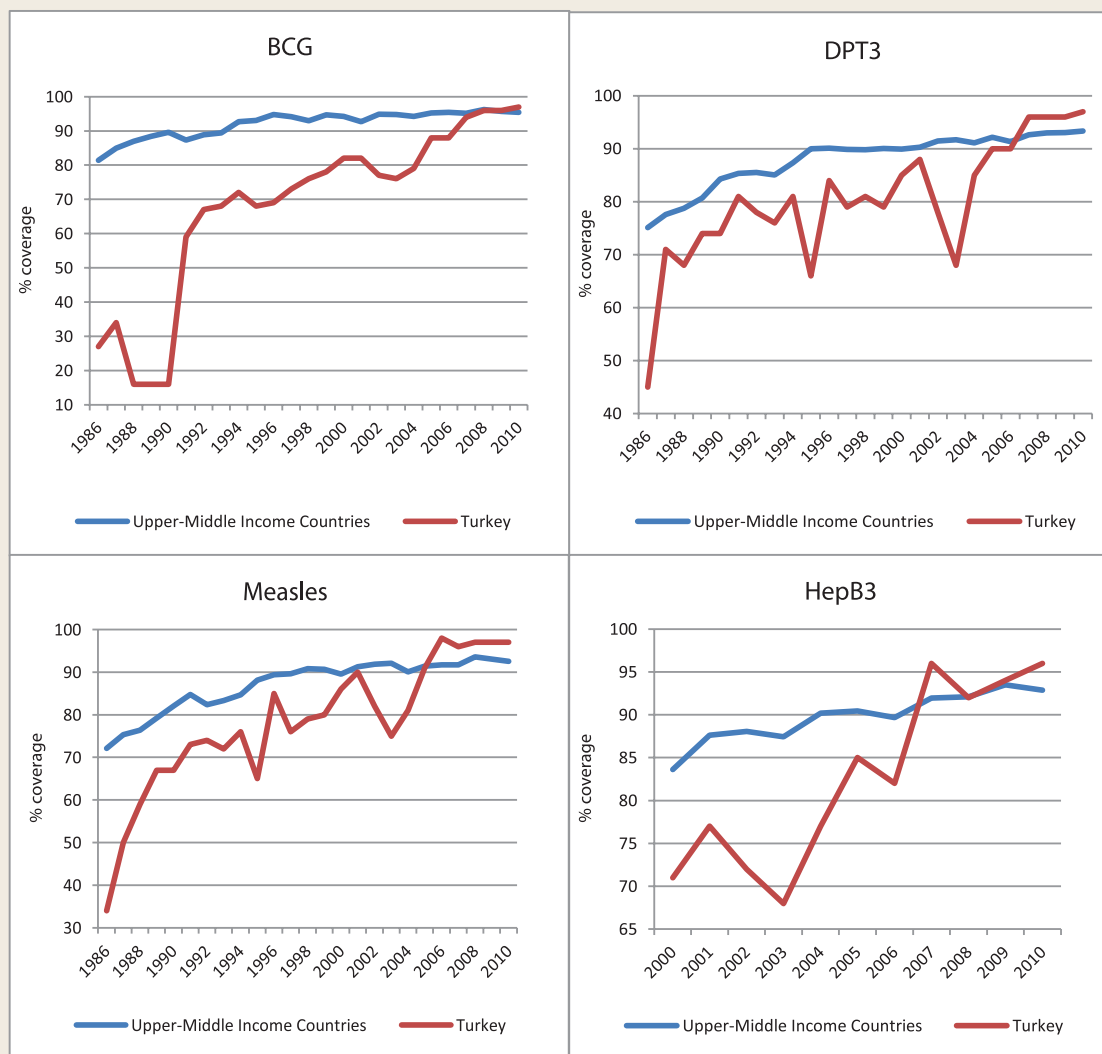 BCG
% coverage
100
90
80
70
60
50
40
30
20
10
1986 1988 1990 1992 1994 1996 1998 2000 2002 2004 2006 2008 2010
Upper-Middle Income Countries Turkey
DPT3
% coverage
100
90
80
70
60
50
40
1986 1988 1990 1992 1994 1996 1998 2000 2002 2004 2006 2008 2010
Upper-Middle Income Countries Turkey
Measles
% coverage
100
90
80
70
60
50
40
30
1986 1988 1990 1992 1994 1996 1998 2000 2002 2004 2006 2008 2010
Upper-Middle Income Countries Turkey
HepB3
% coverage
100
95
90
85
80
75
70
65
2000 2001 2002 2003 2004 2005 2006 2007 2008 2009 2010
Upper-Middle Income Countries Turkey